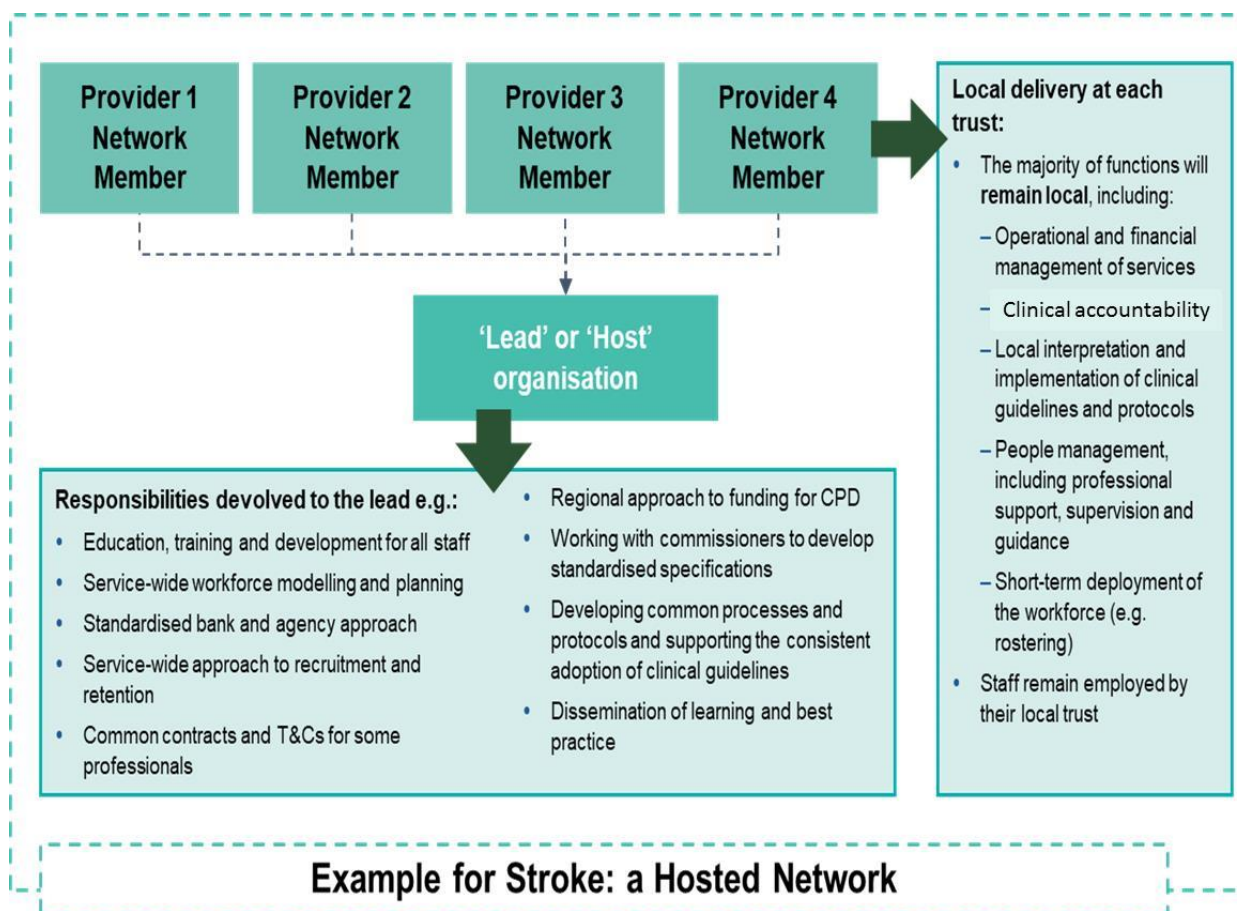 Provider 1
Network
Member
Provider 2
Network
Member
Provider 3
Network
Member
Provider 4
Network
Member
‘Lead’ or ‘Host’
organisation
Responsibilities devolved to the lead e.g.:
• Education, training and development for all staff
• Service-wide workforce modelling and planning
• Standardised bank and agency approach
• Service-wide approach to recruitment and
retention
• Common contracts and T&Cs for some
professionals
• Regional approach to funding for CPD
• Working with commissioners to develop
standardised specifications
• Developing common processes and
protocols and supporting the consistent
adoption of clinical guidelines
• Dissemination of learning and best
practice
Local delivery at each
trust:
• The majority of functions will
remain local, including:
– Operational and financial
management of services
– Clinical accountability
– Local interpretation and
implementation of clinical
guidelines and protocols
– People management,
including professional
support, supervision and
guidance
– Short-term deployment of
the workforce (e.g.
rostering)
• Staff remain employed by
their local trust
Example for Stroke: a Hosted Network